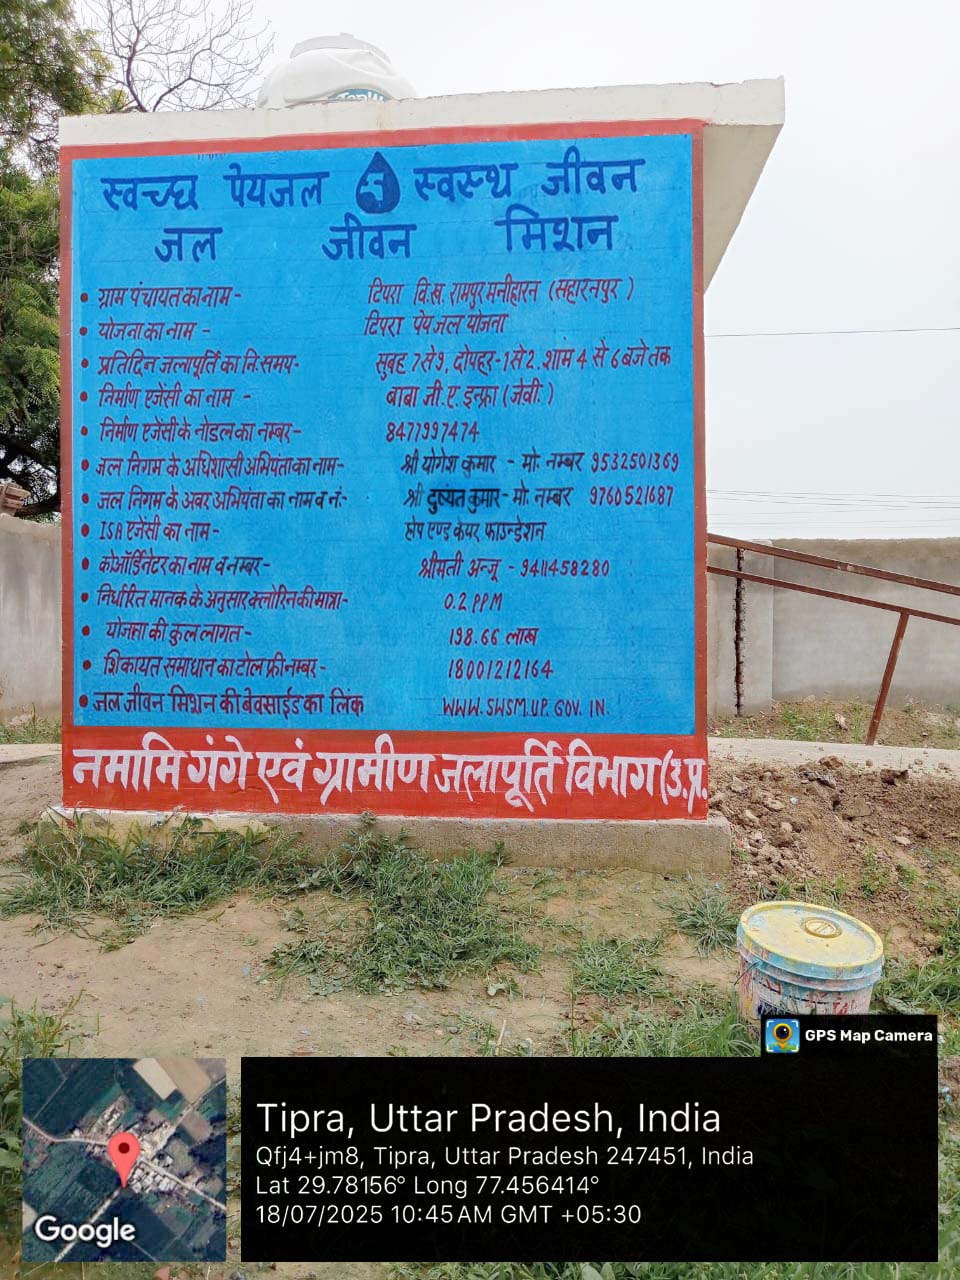 स्वच्छ पेयजल स्वस्थ जीवन
जल जीवन मिशन
• ग्राम पंचायत का नाम - टिपरा वि.ख. रामपुर मनीहारन (सहारनपुर)
• योजना का नाम - टिपरा पेयजल योजना
• प्रतिदिन जलापूर्ति का नि.समय- सुबह 7 से 9, दोपहर-1 से 2. शाम 4 से 6 बजे तक
• निर्माण एजेंसी का नाम - बाबा जी.ए. इन्फ्रा (जेवी.)
• निर्माण एजेंसी के नोडल का नम्बर- 8477997474
• जल निगम के अधिशासी अभियंता का नाम- श्री योगेश कुमार - मो. नम्बर 9532501369
• जल निगम के अवर अभियंता का नाम व नं- श्री दुष्यंत कुमार- मो. नम्बर 9760521687
• ISA एजेंसी का नाम- होप एण्ड केयर फाउन्डेशन
• कोऑर्डिनेटर का नाम व नम्बर- श्रीमती अन्जू - 9411458280
• निर्धारित मानक के अनुसार क्लोरिन की मात्रा- 0.2 PPM
• योजना की कुल लागत- 198.66 लाख
• शिकायत समाधान का टोल फ्री नम्बर- 18001212164
• जल जीवन मिशन की बेवसाईड का लिंक WWW.SWSM.UP.GOV.IN.
नमामि गंगे एवं ग्रामीण जलापूर्ति विभाग (उ.प्र.
GPS Map Camera
Tipra, Uttar Pradesh, India
Qfj4+jm8, Tipra, Uttar Pradesh 247451, India
Lat 29.78156° Long 77.456414°
18/07/2025 10:45 AM GMT +05:30
Google